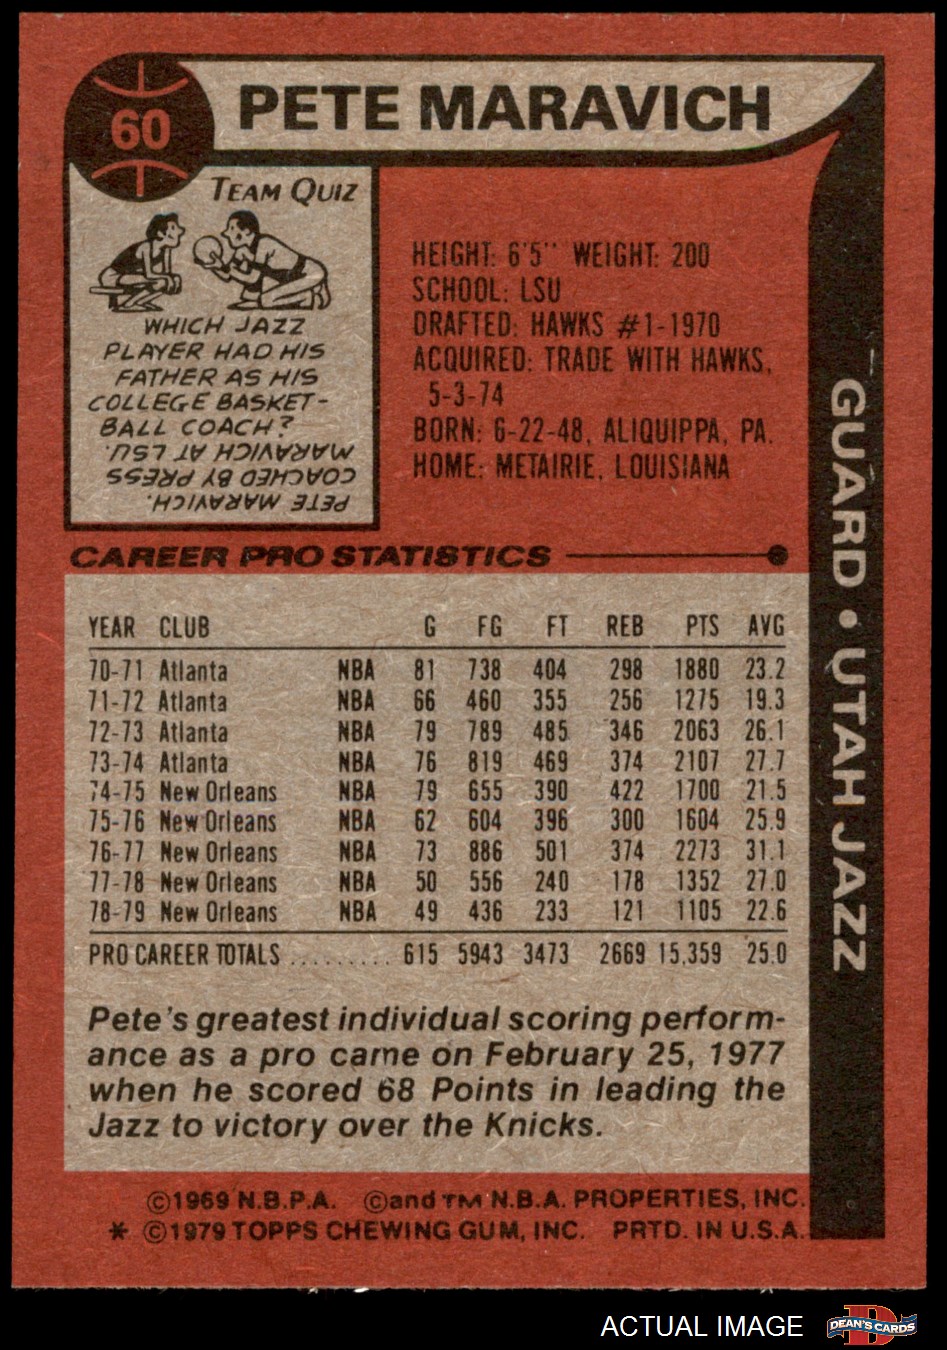 60
PETE MARAVICH
TEAM QUIZ
WHICH JAZZ
PLAYER HAD HIS
FATHER AS HIS
COLLEGE BASKET-
BALL COACH?
PETE MARAVICH.
COACHED BY PRESS
MARAVICH AT LSU.
HEIGHT: 6'5" WEIGHT: 200
SCHOOL: LSU
DRAFTED: HAWKS #1-1970
ACQUIRED: TRADE WITH HAWKS,
5-3-74
BORN: 6-22-48, ALIQUIPPA, PA.
HOME: METAIRIE, LOUISIANA
GUARD • UTAH JAZZ
CAREER PRO STATISTICS
YEAR CLUB G FG FT REB PTS AVG
70-71 Atlanta NBA 81 738 404 298 1880 23.2
71-72 Atlanta NBA 66 460 355 256 1275 19.3
72-73 Atlanta NBA 79 789 485 346 2063 26.1
73-74 Atlanta NBA 76 819 469 374 2107 27.7
74-75 New Orleans NBA 79 655 390 422 1700 21.5
75-76 New Orleans NBA 62 604 396 300 1604 25.9
76-77 New Orleans NBA 73 886 501 374 2273 31.1
77-78 New Orleans NBA 50 556 240 178 1352 27.0
78-79 New Orleans NBA 49 436 233 121 1105 22.6
PRO CAREER TOTALS .......... 615 5943 3473 2669 15,359 25.0
Pete's greatest individual scoring perform-
ance as a pro came on February 25, 1977
when he scored 68 Points in leading the
Jazz to victory over the Knicks.
©1969 N.B.P.A. ©and TM N.B.A. PROPERTIES, INC.
* ©1979 TOPPS CHEWING GUM, INC. PRTD. IN U.S.A.
ACTUAL IMAGE
D
DEAN'S CARDS